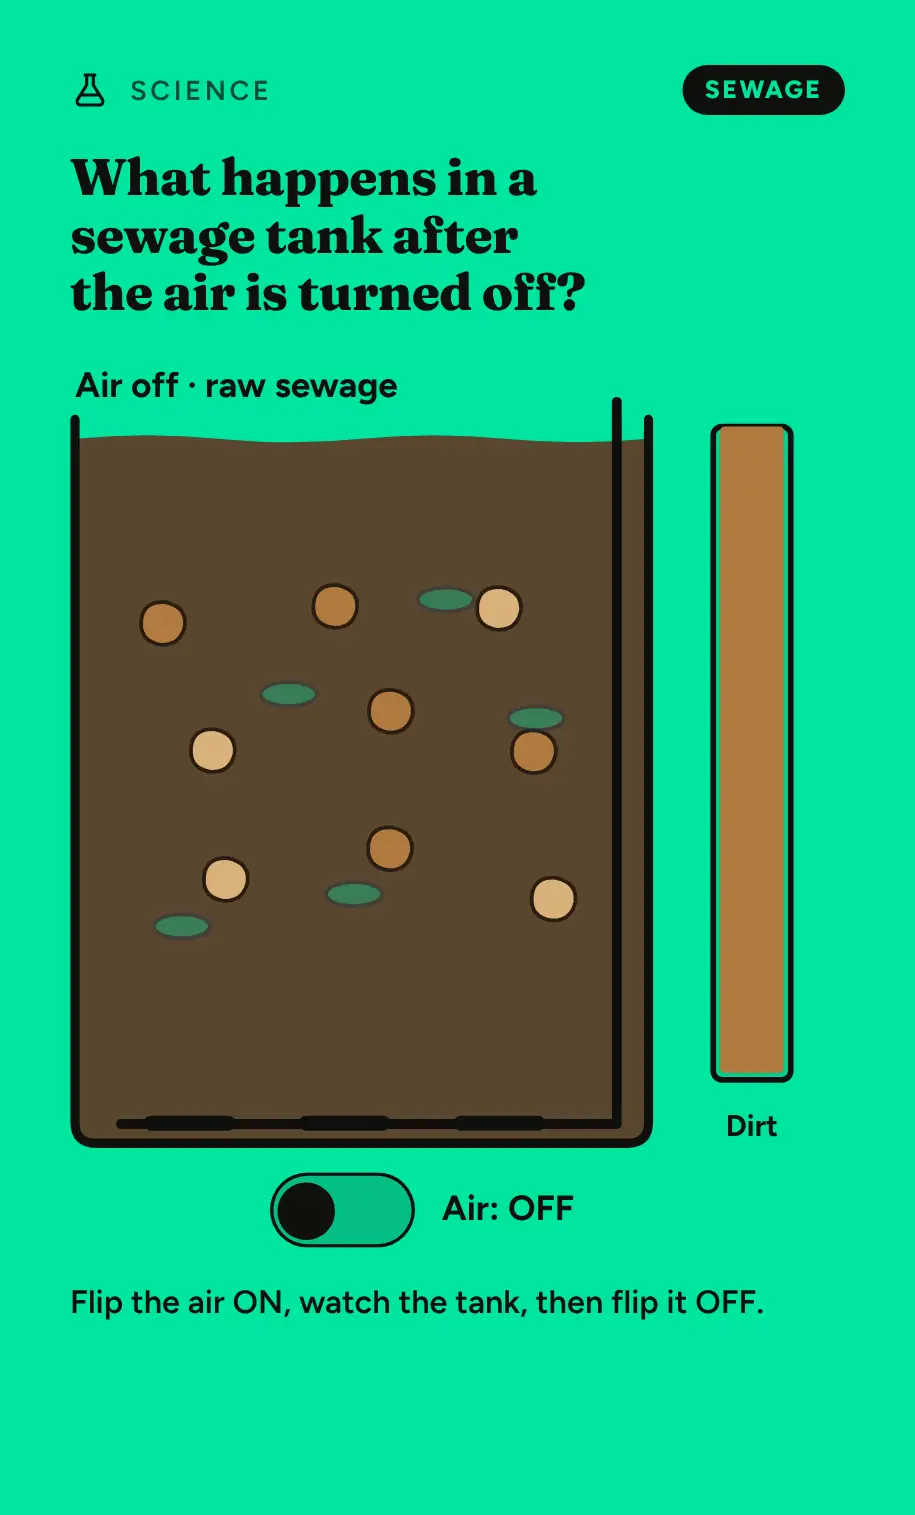 SCIENCE
SEWAGE
What happens in a
sewage tank after
the air is turned off?
Air off · raw sewage
Dirt
Air: OFF
Flip the air ON, watch the tank, then flip it OFF.